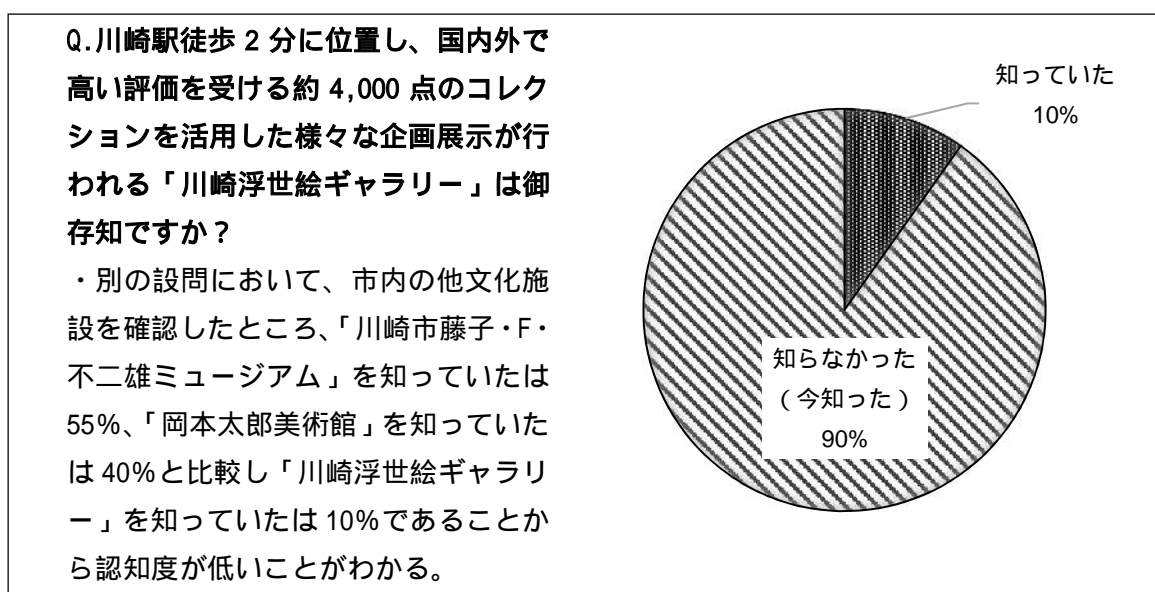 Q.川崎駅徒歩 2 分に位置し、国内外で
高い評価を受ける約 4,000 点のコレク
ションを活用した様々な企画展示が行
われる「川崎浮世絵ギャラリー」は御
存知ですか？
・別の設問において、市内の他文化施
設を確認したところ、「川崎市藤子・F・
不二雄ミュージアム」を知っていたは
55%、「岡本太郎美術館」を知っていた
は 40%と比較し「川崎浮世絵ギャラリ
ー」を知っていたは 10%であることか
ら認知度が低いことがわかる。
知っていた
10%
知らなかった
（今知った）
90%